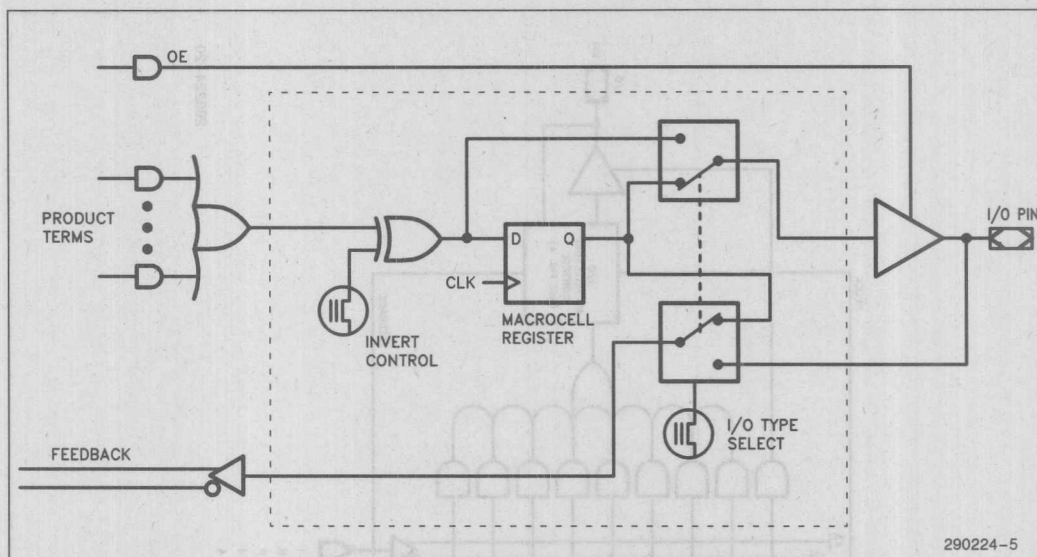 OE
PRODUCT
TERMS
INVERT
CONTROL
D
Q
CLK
MACROCELL
REGISTER
I/O PIN
I/O TYPE
SELECT
FEEDBACK
290224-5